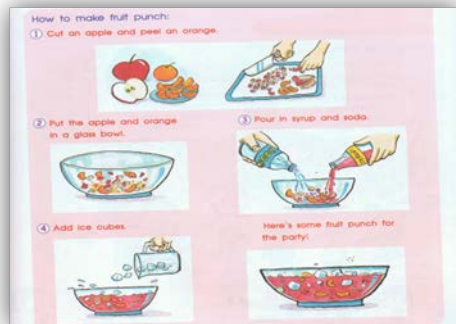 How to make fruit punch:
① Cut an apple and peel an orange.
② Put the apple and orange
in a glass bowl.
③ Pour in syrup and soda.
④ Add ice cubes.
Here's some fruit punch for
the party!